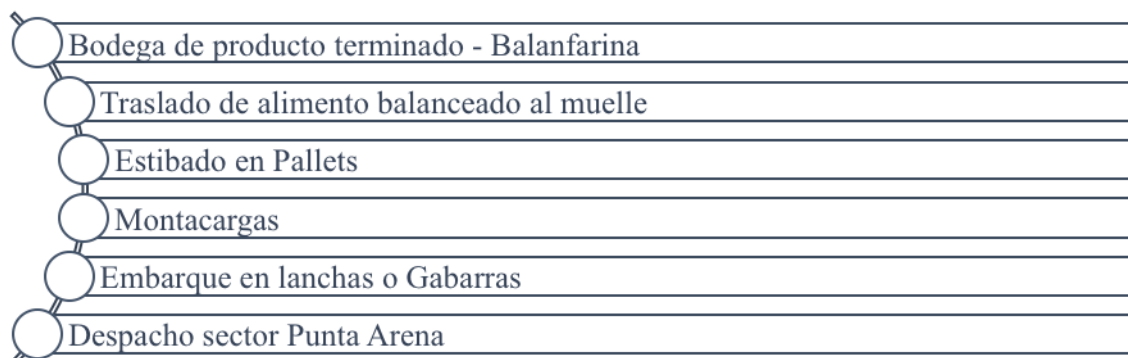 Bodega de producto terminado - Balanfarina
Traslado de alimento balanceado al muelle
Estibado en Pallets
Montacargas
Embarque en lanchas o Gabarras
Despacho sector Punta Arena